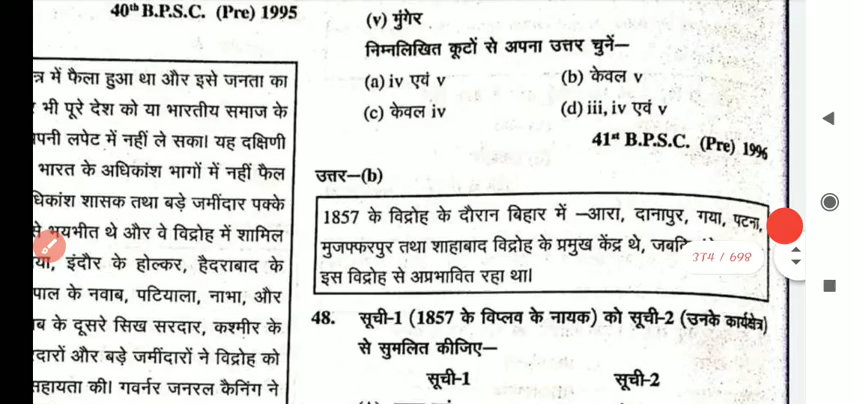 40th B.P.S.C. (Pre) 1995
त्र में फैला हुआ था और इसे जनता का
भी पूरे देश को या भारतीय समाज के
पनी लपेट में नहीं ले सका। यह दक्षिणी
भारत के अधिकांश भागों में नहीं फैल
धिकांश शासक तथा बड़े जमींदार पक्के
भयभीत थे और वे विद्रोह में शामिल
या, इंदौर के होल्कर, हैदराबाद के
पाल के नवाब, पटियाला, नाभा, और
ब के दूसरे सिख सरदार, कश्मीर के
दारों और बड़े जमींदारों ने विद्रोह को
सहायता की। गवर्नर जनरल कैनिंग ने
(v) मुंगेर
निम्नलिखित कूटों से अपना उत्तर चुनें—
(a) iv एवं v (b) केवल v
(c) केवल iv (d) iii, iv एवं v
41st B.P.S.C. (Pre) 1996
उत्तर—(b)
1857 के विद्रोह के दौरान बिहार में —आरा, दानापुर, गया, पटना,
मुजफ्फरपुर तथा शाहाबाद विद्रोह के प्रमुख केंद्र थे,
इस विद्रोह से अप्रभावित रहा था।
374 / 698
48. सूची-1 (1857 के विप्लव के नायक) को सूची-2 (उनके कार्यक्षेत्र)
से सुमलित कीजिए—
सूची-1 सूची-2